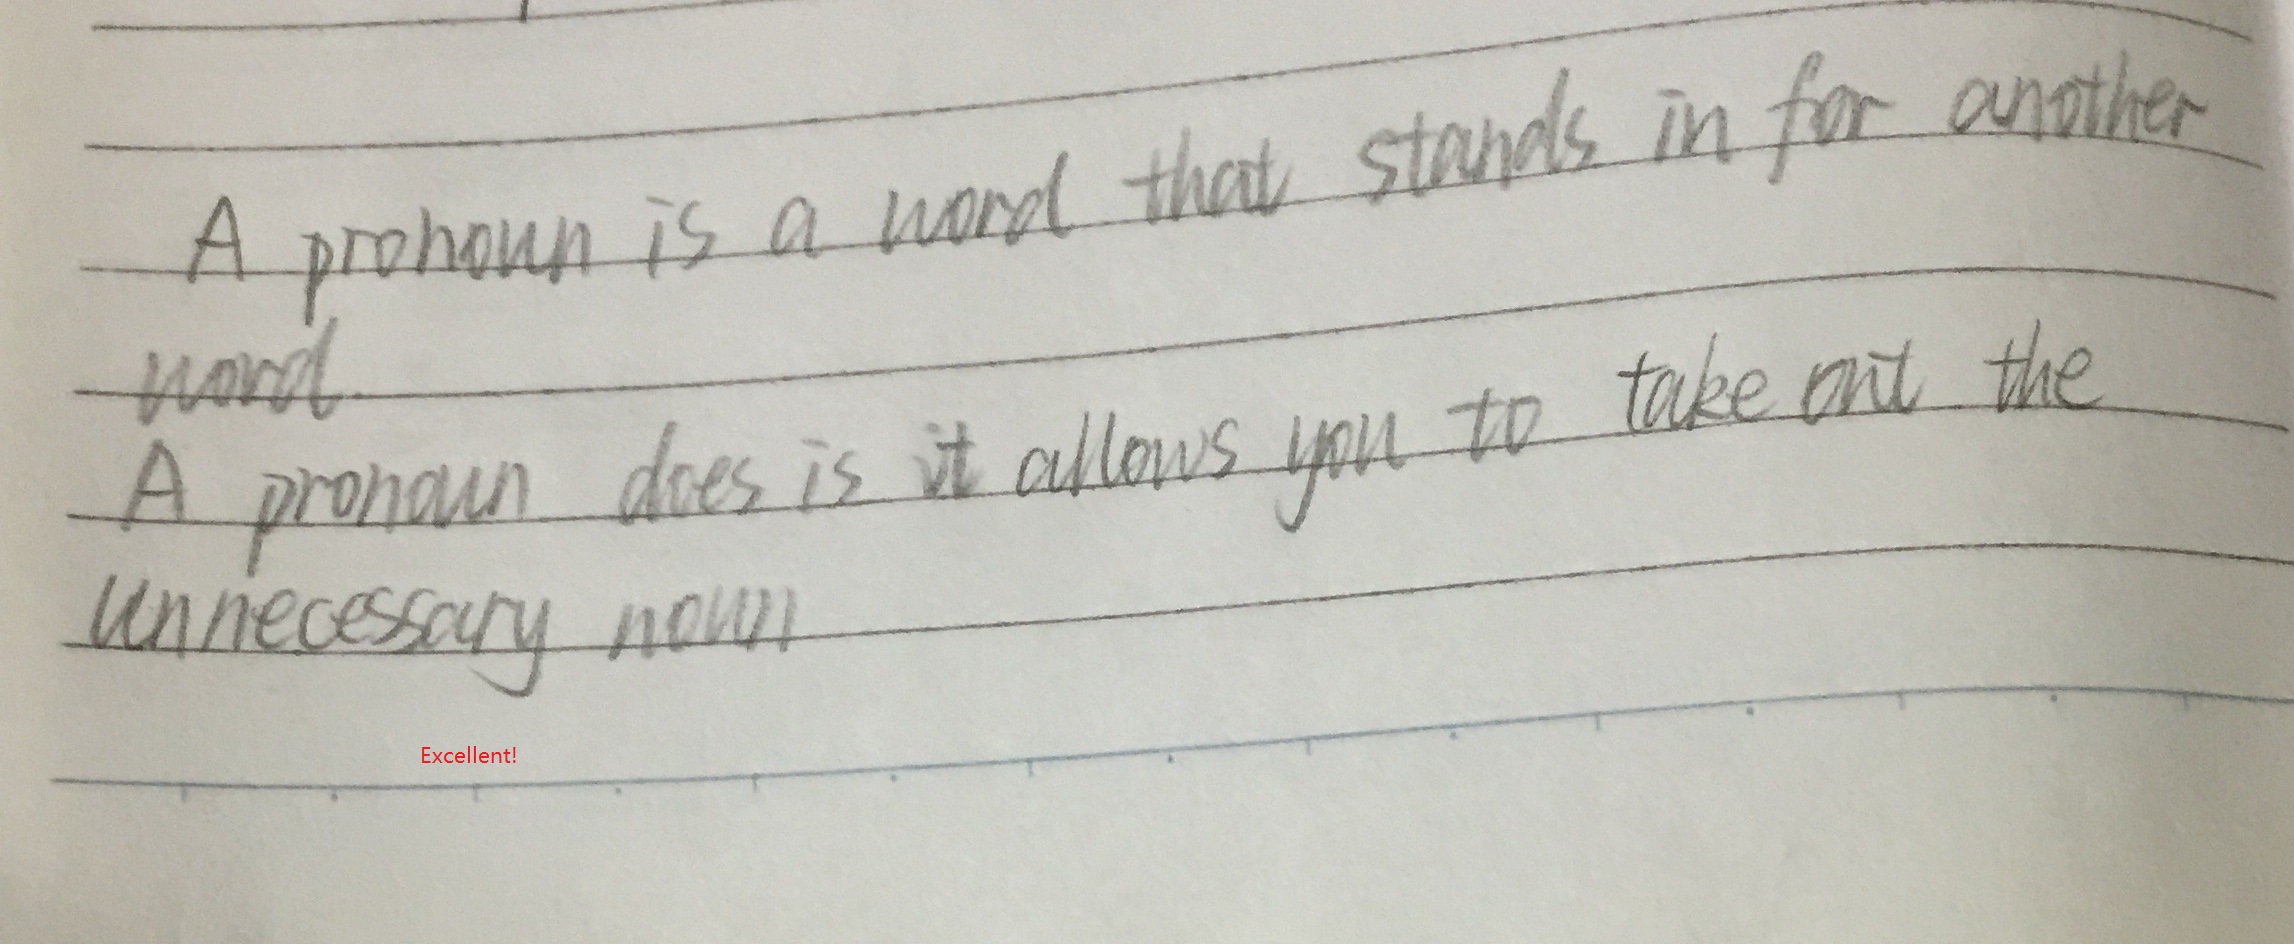 A pronoun is a word that stands in for another
word.
A pronoun does is it allows you to take out the
unnecessary noun
Excellent!